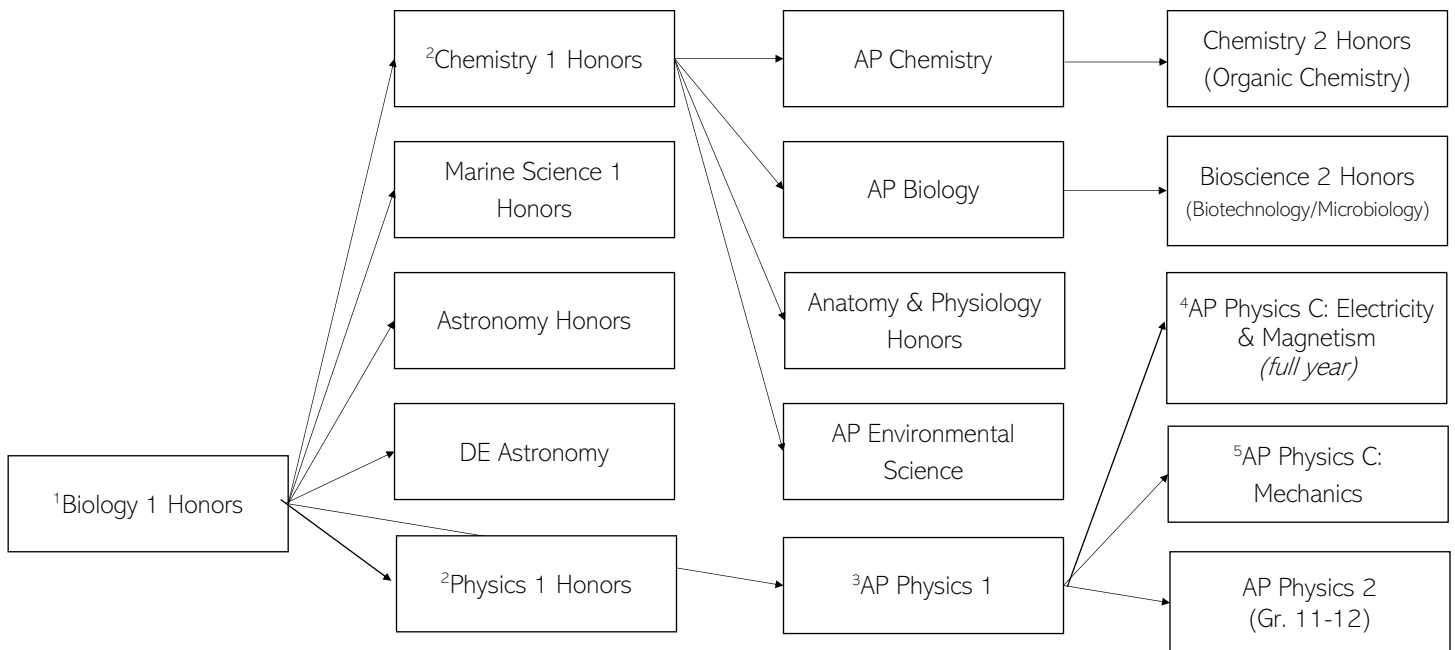 ²Chemistry 1 Honors
AP Chemistry
Chemistry 2 Honors
(Organic Chemistry)
Marine Science 1
Honors
AP Biology
Bioscience 2 Honors
(Biotechnology/Microbiology)
Astronomy Honors
Anatomy & Physiology
Honors
⁴AP Physics C: Electricity
& Magnetism
(full year)
DE Astronomy
AP Environmental
Science
⁵AP Physics C:
Mechanics
¹Biology 1 Honors
²Physics 1 Honors
³AP Physics 1
AP Physics 2
(Gr. 11-12)